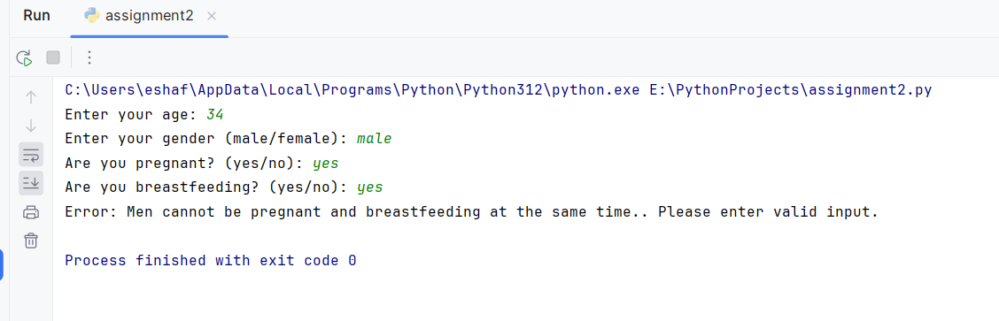 Run assignment2
C:\Users\eshaf\AppData\Local\Programs\Python\Python312\python.exe E:\PythonProjects\assignment2.py
Enter your age: 34
Enter your gender (male/female): male
Are you pregnant? (yes/no): yes
Are you breastfeeding? (yes/no): yes
Error: Men cannot be pregnant and breastfeeding at the same time.. Please enter valid input.
Process finished with exit code 0